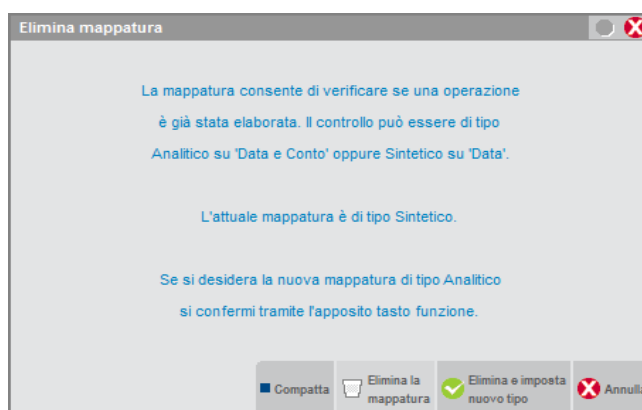 Elimina mappatura
La mappatura consente di verificare se una operazione
è già stata elaborata. Il controllo può essere di tipo
Analitico su 'Data e Conto' oppure Sintetico su 'Data'.
L'attuale mappatura è di tipo Sintetico.
Se si desidera la nuova mappatura di tipo Analitico
si confermi tramite l'apposito tasto funzione.
Compatta
Elimina la
mappatura
Elimina e imposta
nuovo tipo
Annulla